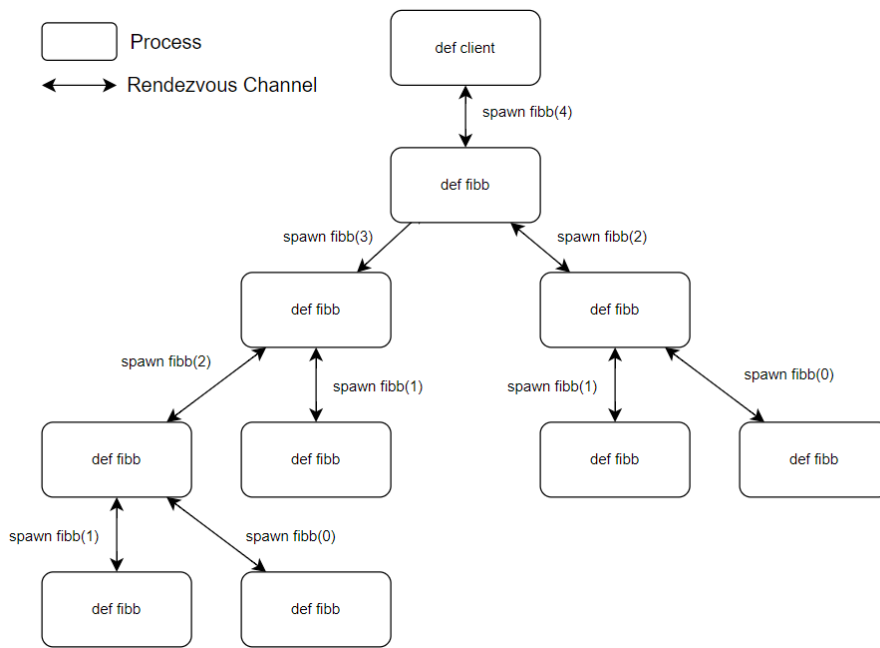 Process
Rendezvous Channel
def client
spawn fibb(4)
def fibb
spawn fibb(3)
spawn fibb(2)
def fibb
def fibb
spawn fibb(2)
spawn fibb(1)
spawn fibb(1)
spawn fibb(0)
def fibb
def fibb
def fibb
def fibb
spawn fibb(1)
spawn fibb(0)
def fibb
def fibb